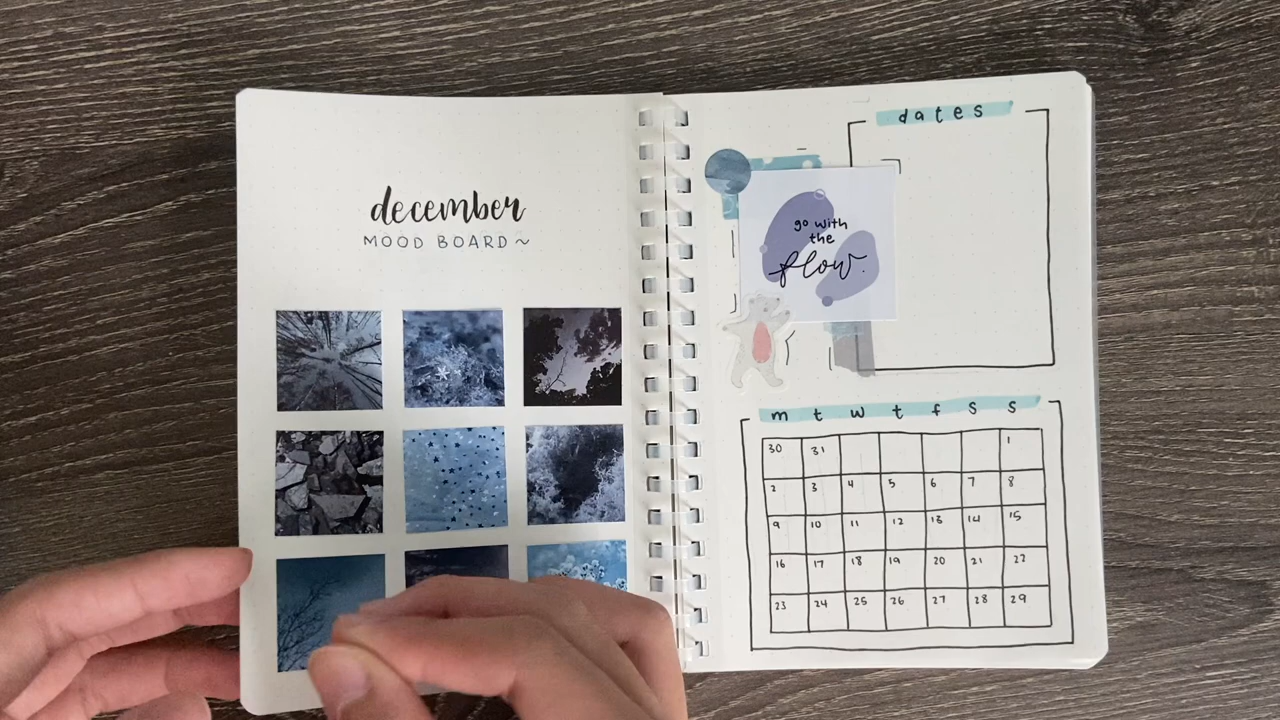 december
MOOD BOARD~
dates
go with
the
flow.
m t w t f s s
30 31 1
2 3 4 5 6 7 8
9 10 11 12 13 14 15
16 17 18 19 20 21 22
23 24 25 26 27 28 29